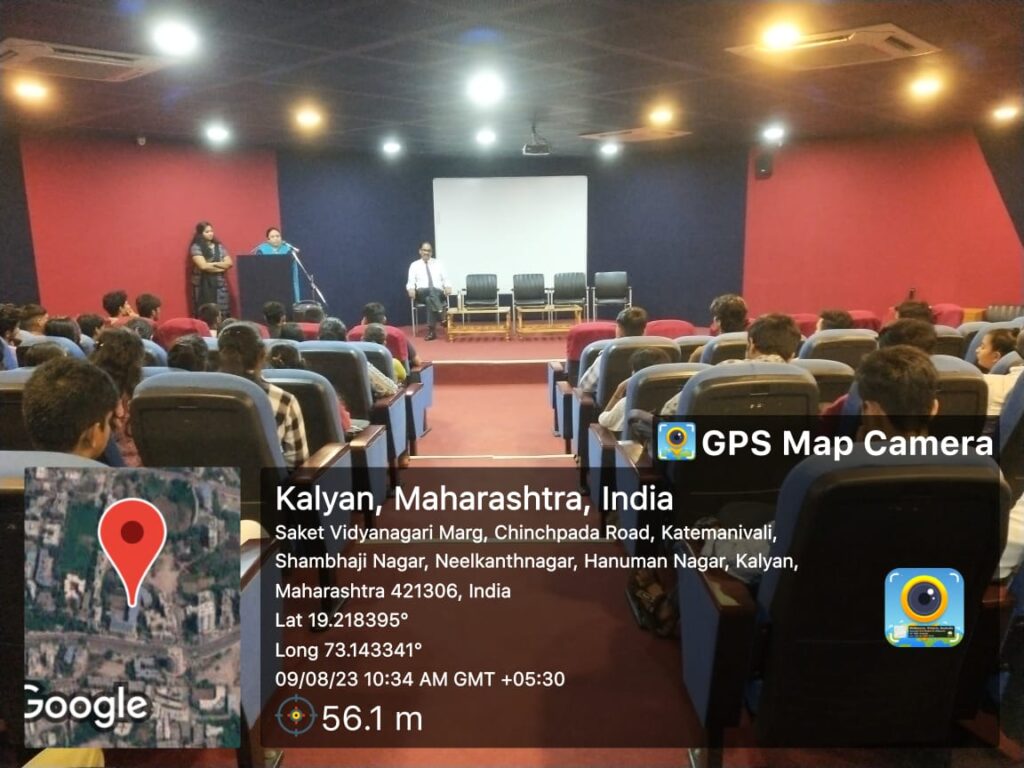 GPS Map Camera
Kalyan, Maharashtra, India
Saket Vidyanagari Marg, Chinchpada Road, Katemanivali,
Shambhaji Nagar, Neelkanthnagar, Hanuman Nagar, Kalyan,
Maharashtra 421306, India
Lat 19.218395°
Long 73.143341°
09/08/23 10:34 AM GMT +05:30
56.1 m
Google